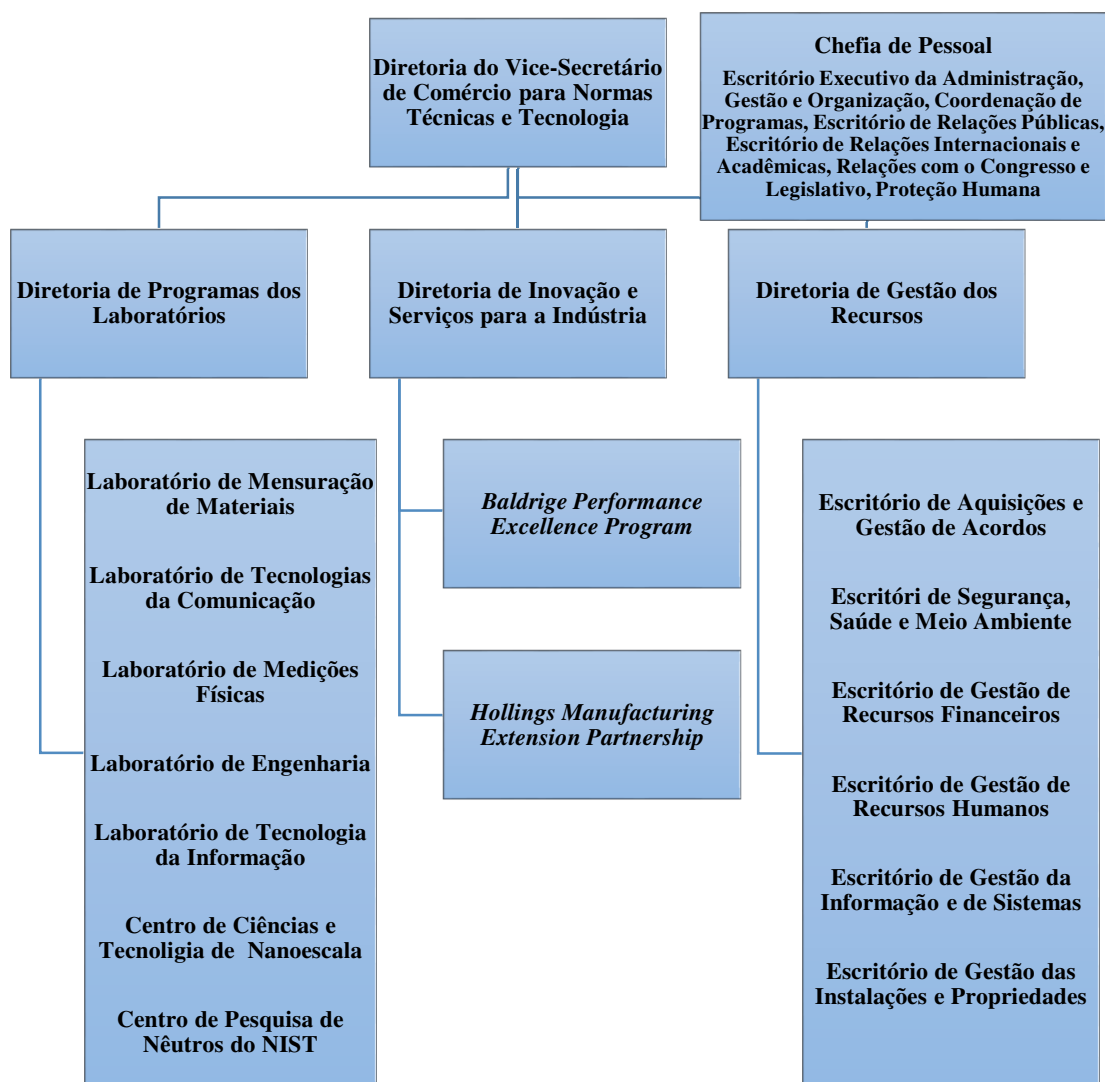 Diretoria do Vice-Secretário
de Comércio para Normas
Técnicas e Tecnologia
Chefia de Pessoal
Escritório Executivo da Administração,
Gestão e Organização, Coordenação de
Programas, Escritório de Relações Públicas,
Escritório de Relações Internacionais e
Acadêmicas, Relações com o Congresso e
Legislativo, Proteção Humana
Diretoria de Programas dos
Laboratórios
Diretoria de Inovação e
Serviços para a Indústria
Diretoria de Gestão dos
Recursos
Laboratório de Mensuração
de Materiais
Laboratório de Tecnologias
da Comunicação
Laboratório de Medições
Físicas
Laboratório de Engenharia
Laboratório de Tecnologia
da Informação
Centro de Ciências e
Tecnoligia de Nanoescala
Centro de Pesquisa de
Nêutros do NIST
Baldrige Performance
Excellence Program
Hollings Manufacturing
Extension Partnership
Escritório de Aquisições e
Gestão de Acordos
Escritóri de Segurança,
Saúde e Meio Ambiente
Escritório de Gestão de
Recursos Financeiros
Escritório de Gestão de
Recursos Humanos
Escritório de Gestão da
Informação e de Sistemas
Escritório de Gestão das
Instalações e Propriedades